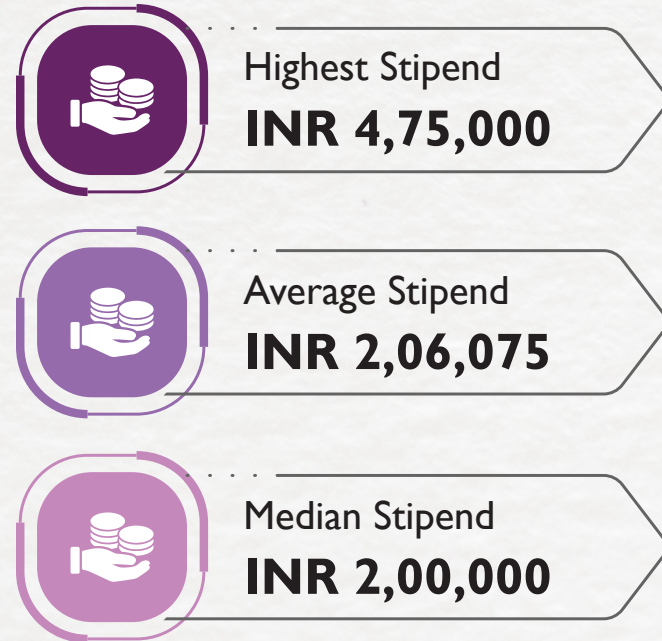 Highest Stipend
INR 4,75,000
Average Stipend
INR 2,06,075
Median Stipend
INR 2,00,000